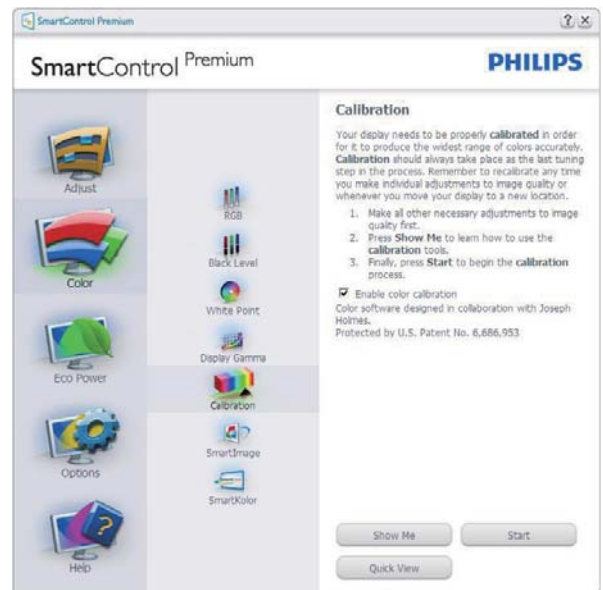 SmartControl Premium
? ×
SmartControl Premium
PHILIPS
Adjust
Color
Eco Power
Options
Help
RGB
Black Level
White Point
Display Gamma
Calibration
SmartImage
SmartKolor
Calibration
Your display needs to be properly calibrated in order
for it to produce the widest range of colors accurately.
Calibration should always take place as the last tuning
step in the process. Remember to recalibrate any time
you make individual adjustments to image quality or
whenever you move your display to a new location.
1. Make all other necessary adjustments to image
quality first.
2. Press Show Me to learn how to use the
calibration tools.
3. Finally, press Start to begin the calibration
process.
Enable color calibration
Color software designed in collaboration with Joseph
Holmes.
Protected by U.S. Patent No. 6,686,953
Show Me
Start
Quick View